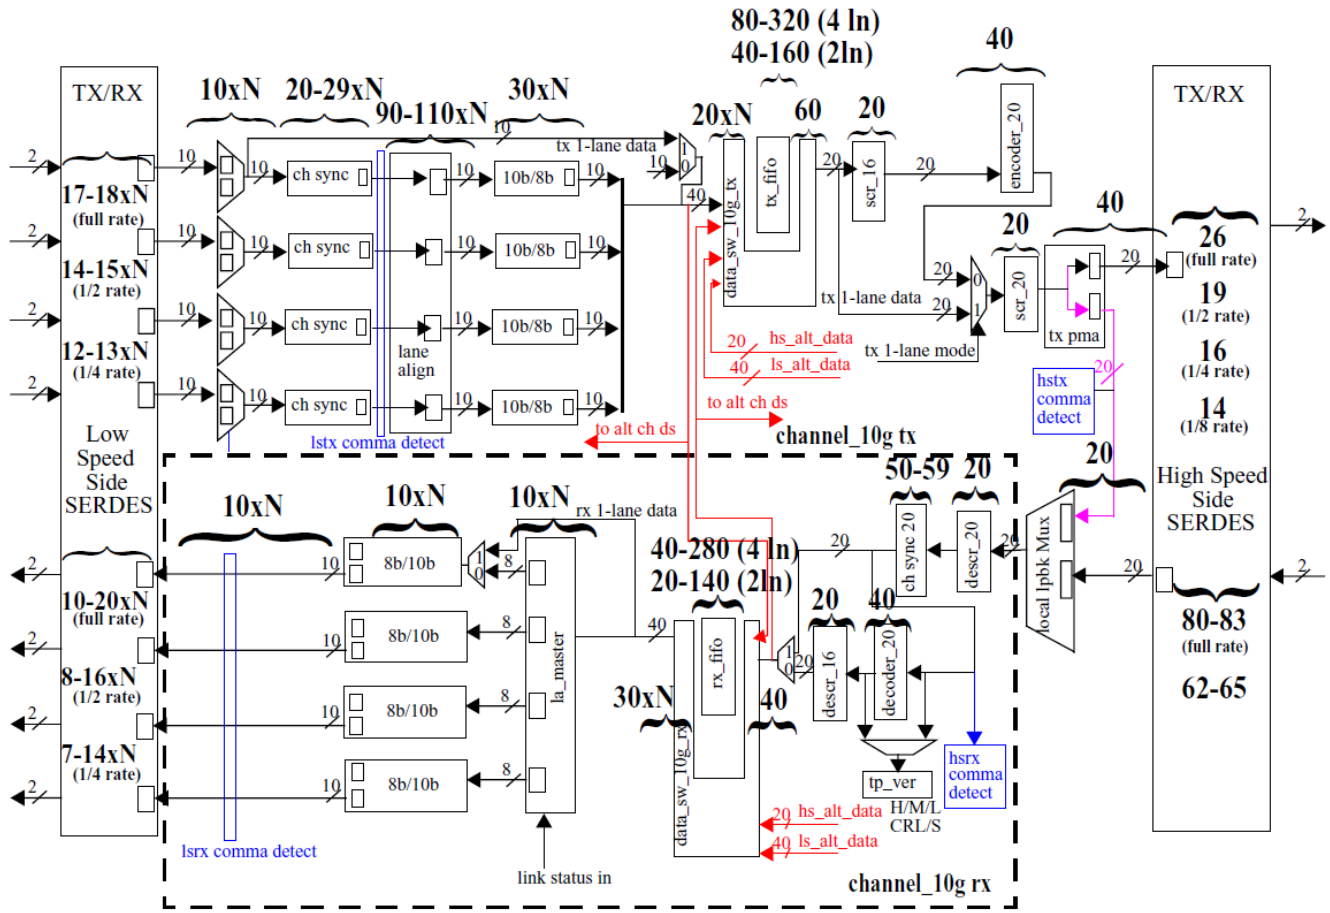 80-320 (4 ln)
40-160 (2ln)
40
TX/RX
10xN
20-29xN
90-110xN
30xN
20xN
60
20
TX/RX
10
tx 1-lane data
10
1
0
2
10
10
ch sync
10
10b/8b
10
40
data_sw_10g_tx
tx_fifo
20
scr_16
20
encoder_20
17-18xN
(full rate)
2
10
10
ch sync
10
10b/8b
10
14-15xN
(1/2 rate)
2
10
10
ch sync
10
10b/8b
10
12-13xN
(1/4 rate)
2
10
10
ch sync
lane
align
10
10b/8b
10
20
40
2
26
(full rate)
20
0
tx 1-lane data
20
1
scr_20
20
tx pma
19
(1/2 rate)
20
hs_alt_data
40
ls_alt_data
tx 1-lane mode
16
(1/4 rate)
20
hstx
comma
detect
14
(1/8 rate)
to alt ch ds
to alt ch ds
lstx comma detect
channel_10g tx
Low
Speed
Side
SERDES
High Speed
Side
SERDES
10xN
10xN
10xN
rx 1-lane data
50-59
20
20
40-280 (4 ln)
20-140 (2ln)
20
ch sync 20
descr_20
20
local lpbk Mux
20
2
2
10
8b/10b
1
0
8
10-20xN
(full rate)
2
10
8b/10b
8
la_master
40
rx_fifo
1
0
20
20
descr_16
40
decoder_20
80-83
(full rate)
62-65
8-16xN
(1/2 rate)
2
10
8b/10b
8
30xN
data_sw_10g_rx
40
7-14xN
(1/4 rate)
2
10
8b/10b
8
tp_ver
H/M/L
CRL/S
hsrx
comma
detect
20
hs_alt_data
40
ls_alt_data
lsrx comma detect
link status in
channel_10g rx